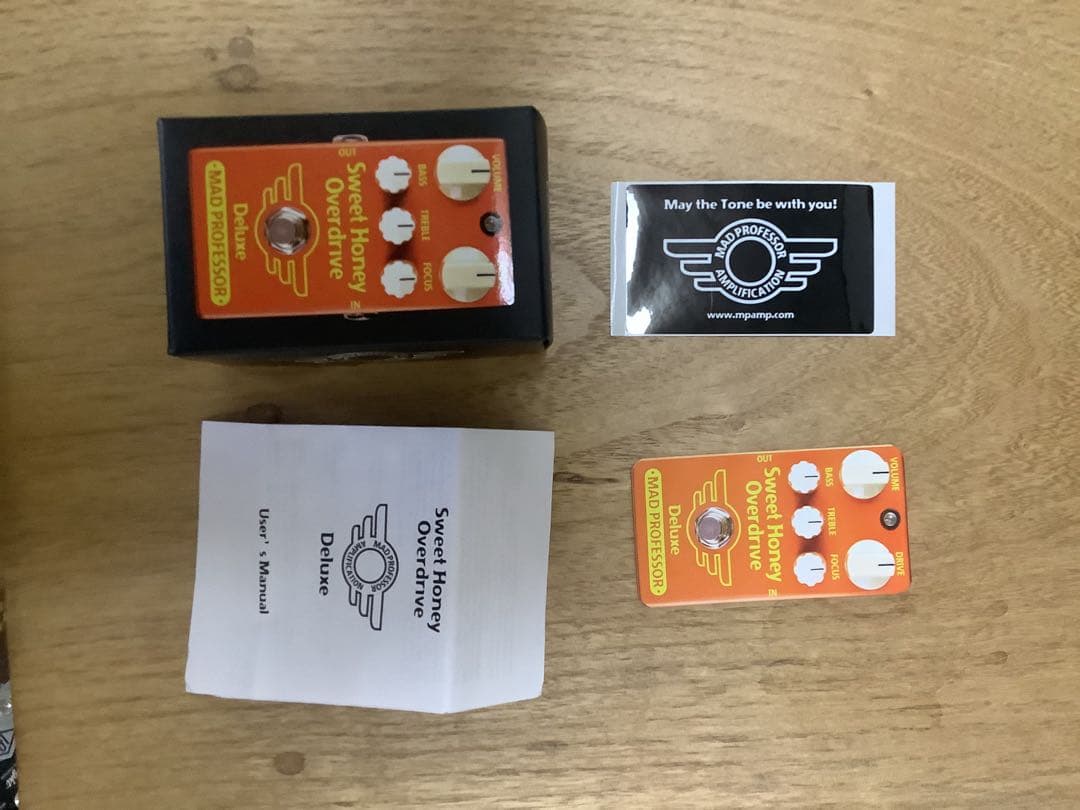 VOLUME
BASS
TREBLE
FOCUS
OUT
IN
Sweet Honey
Overdrive
Deluxe
·MAD PROFESSOR·
May the Tone be with you!
MAD PROFESSOR
AMPLIFICATION
www.mpamp.com
Sweet Honey
Overdrive
MAD PROFESSOR
AMPLIFICATION
Deluxe
User' s Manual
VOLUME
DRIVE
BASS
TREBLE
FOCUS
OUT
IN
Sweet Honey
Overdrive
Deluxe
·MAD PROFESSOR·